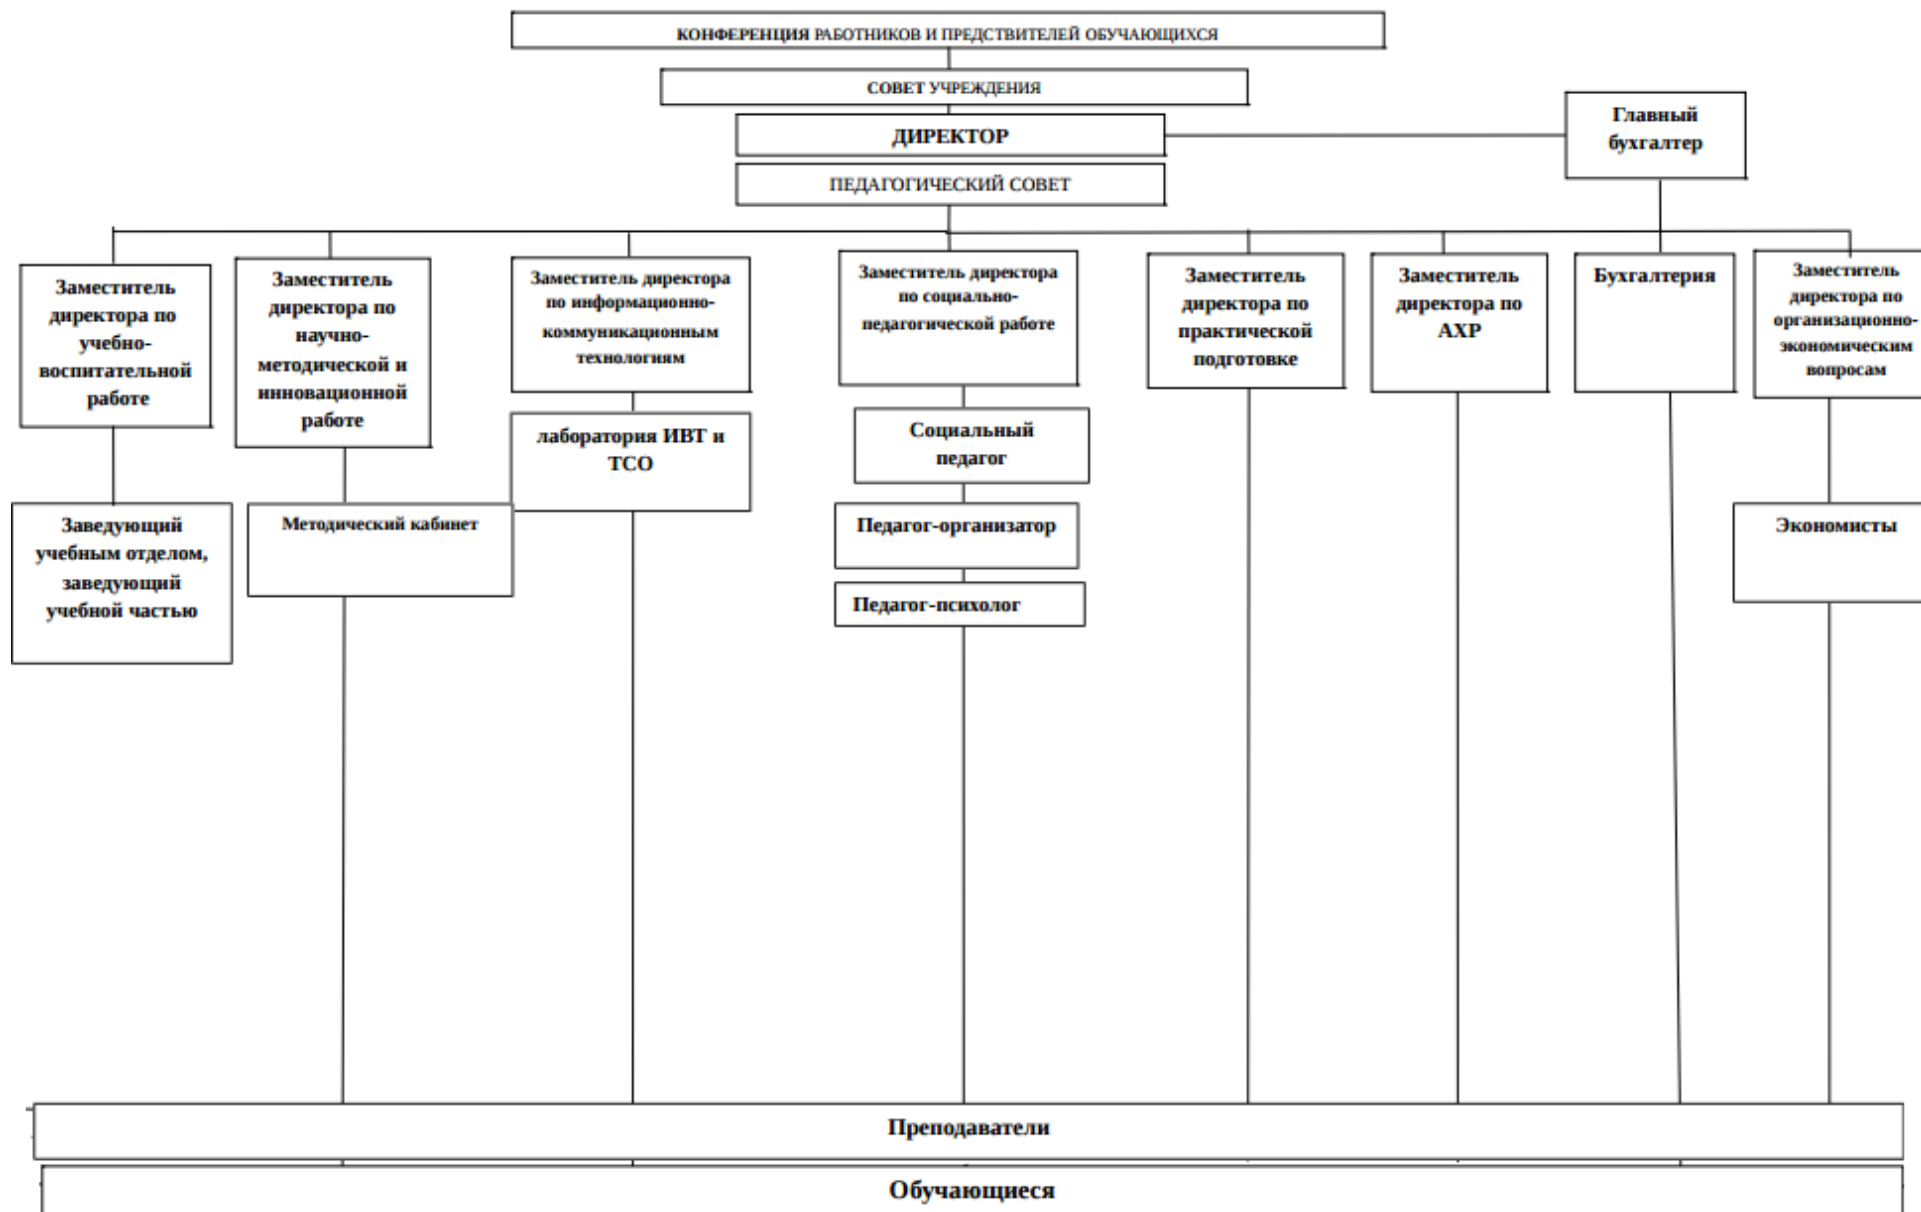 КОНФЕРЕНЦИЯ РАБОТНИКОВ И ПРЕДСТВИТЕЛЕЙ ОБУЧАЮЩИХСЯ
СОВЕТ УЧРЕЖДЕНИЯ
ДИРЕКТОР
Главный
бухгалтер
ПЕДАГОГИЧЕСКИЙ СОВЕТ
Заместитель
директора по
учебно-
воспитательной
работе
Заместитель
директора по
научно-
методической и
инновационной
работе
Заместитель директора
по информационно-
коммуникационным
технологиям
Заместитель директора
по социально-
педагогической работе
Заместитель
директора по
практической
подготовке
Заместитель
директора по
АХР
Бухгалтерия
Заместитель
директора по
организационно-
экономическим
вопросам
лаборатория ИВТ и
ТСО
Социальный
педагог
Заведующий
учебным отделом,
заведующий
учебной частью
Методический кабинет
Педагог-организатор
Экономисты
Педагог-психолог
Преподаватели
Обучающиеся